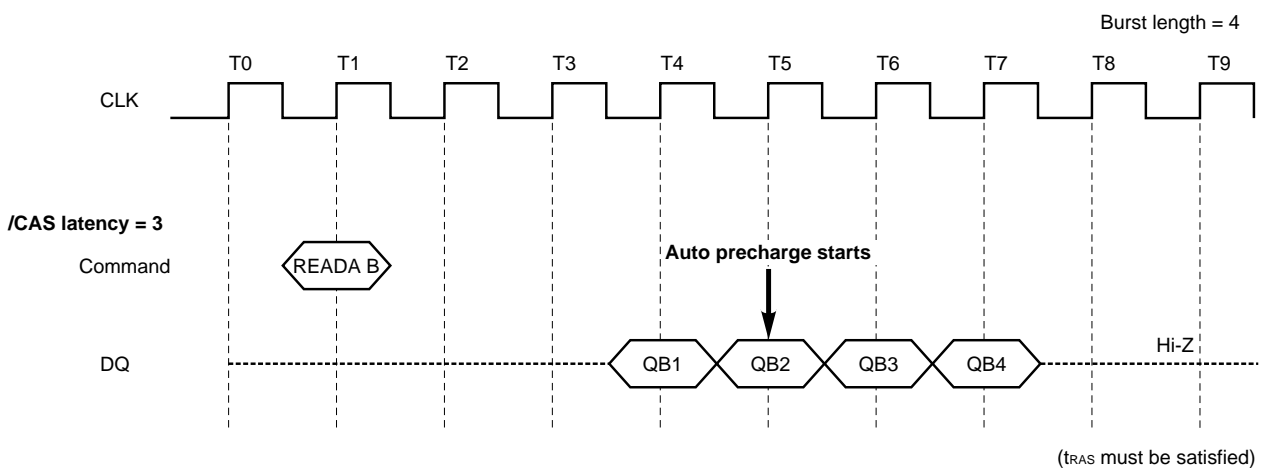 Burst length = 4
T0 T1 T2 T3 T4 T5 T6 T7 T8 T9
CLK
/CAS latency = 3
Command
READA B
Auto precharge starts
DQ
QB1 QB2 QB3 QB4
Hi-Z
(tRAS must be satisfied)